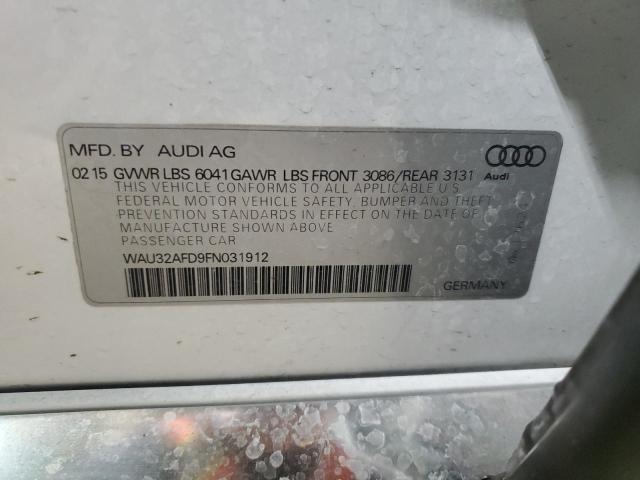 MFD. BY AUDI AG
02 15 GVWR LBS 6041 GAWR LBS FRONT 3086/REAR 3131
Audi
THIS VEHICLE CONFORMS TO ALL APPLICABLE U.S.
FEDERAL MOTOR VEHICLE SAFETY, BUMPER AND THEFT
PREVENTION STANDARDS IN EFFECT ON THE DATE OF
MANUFACTURE SHOWN ABOVE
PASSENGER CAR
WAU32AFD9FN031912
GERMANY